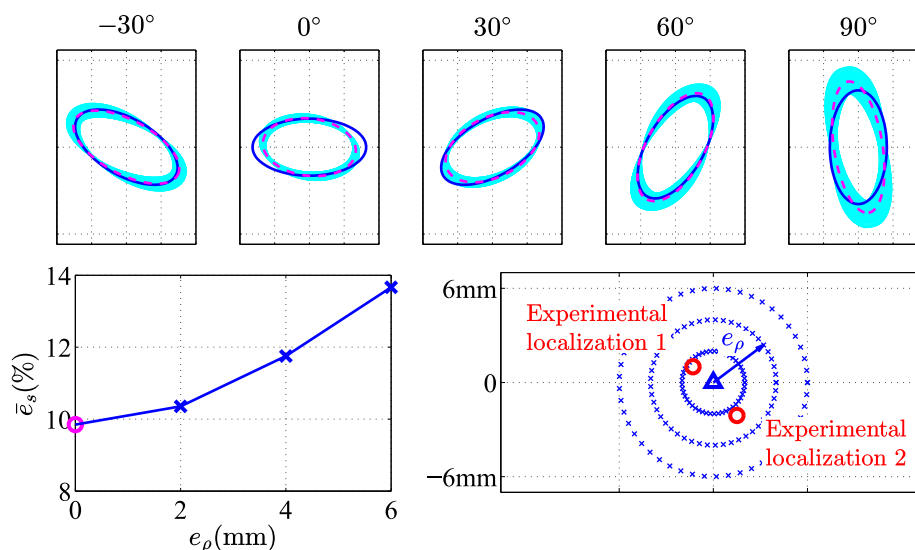 −30° 0° 30° 60° 90°
14
12
10
8
ē_s(%)
0 2 4 6
e_ρ(mm)
6mm
0
−6mm
Experimental
localization 1
e_ρ
Experimental
localization 2